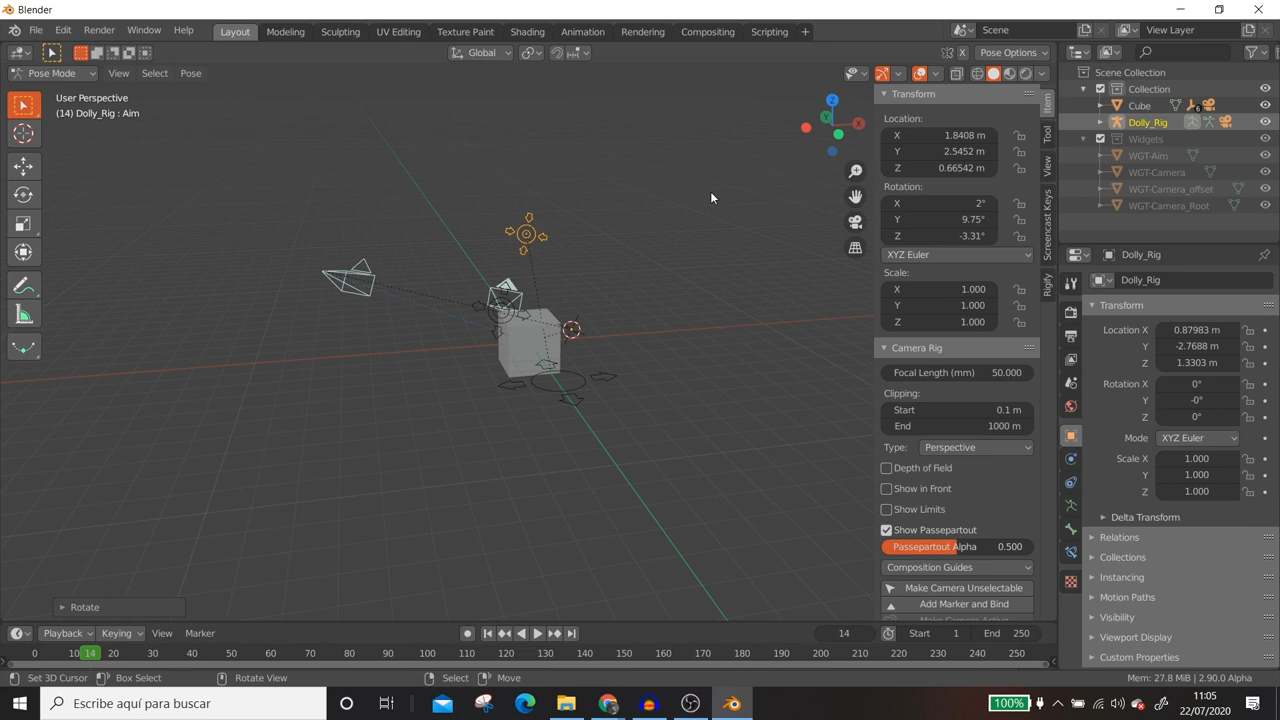 Blender
File Edit Render Window Help Layout Modeling Sculpting UV Editing Texture Paint Shading Animation Rendering Compositing Scripting + Scene View Layer
Global X Pose Options
Pose Mode View Select Pose
User Perspective
(14) Dolly_Rig : Aim
Z
X
Y
Transform
Location:
X 1.8408 m
Y 2.5452 m
Z 0.66542 m
Rotation:
X 2°
Y 9.75°
Z -3.31°
XYZ Euler
Scale:
X 1.000
Y 1.000
Z 1.000
Camera Rig
Focal Length (mm) 50.000
Clipping:
Start 0.1 m
End 1000 m
Type: Perspective
Depth of Field
Show in Front
Show Limits
Show Passepartout
Passepartout Alpha 0.500
Composition Guides
Make Camera Unselectable
Add Marker and Bind
Item
Tool
View
Screencast Keys
Rigify
Scene Collection
Collection
Cube 6
Dolly_Rig
Widgets
WGT-Aim
WGT-Camera
WGT-Camera_offset
WGT-Camera_Root
Dolly_Rig
Dolly_Rig
Transform
Location X 0.87983 m
Y -2.7688 m
Z 1.3303 m
Rotation X 0°
Y -0°
Z 0°
Mode XYZ Euler
Scale X 1.000
Y 1.000
Z 1.000
Delta Transform
Relations
Collections
Instancing
Motion Paths
Visibility
Viewport Display
Custom Properties
Rotate
Playback Keying View Marker 14 Start 1 End 250
0 10 14 20 30 40 50 60 70 80 90 100 110 120 130 140 150 160 170 180 190 200 210 220 230 240 250
Set 3D Cursor Box Select Rotate View Select Move Mem: 27.8 MiB | 2.90.0 Alpha
Escribe aquí para buscar
100%
11:05
22/07/2020